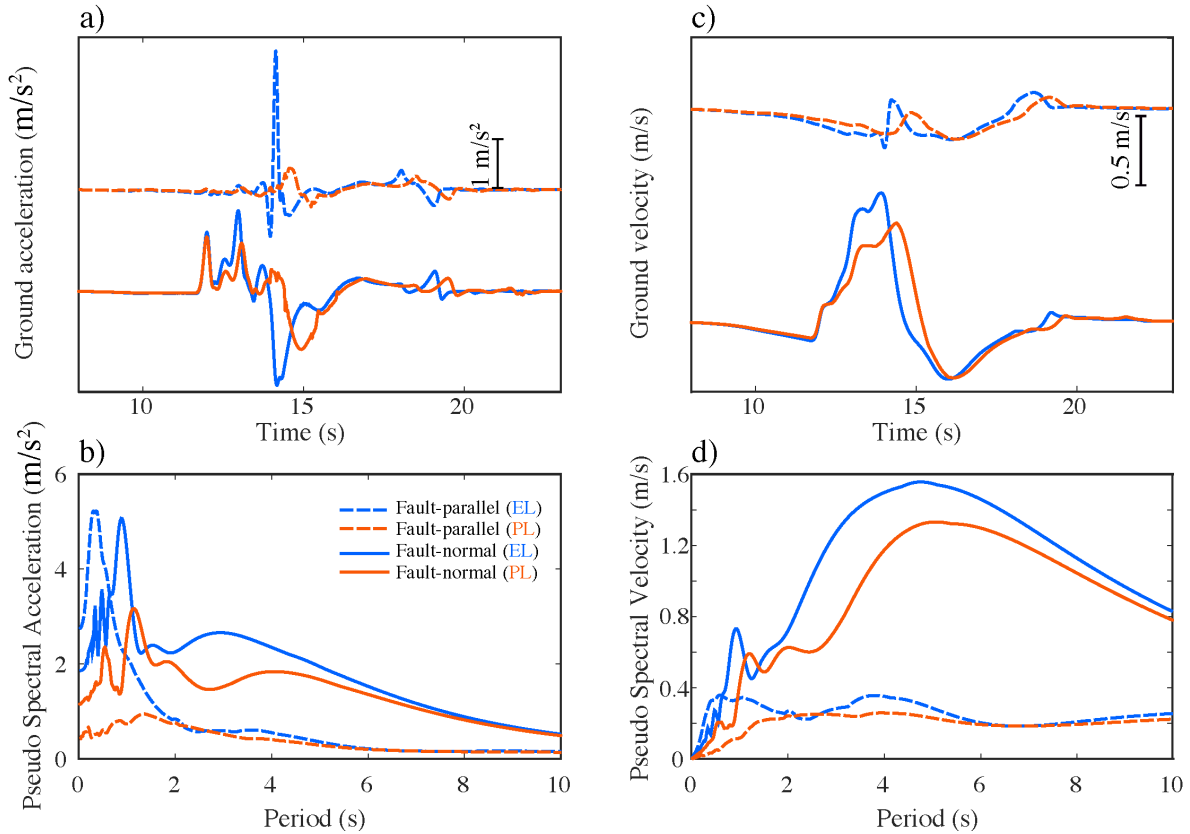 a)
Ground acceleration (m/s²)
1 m/s²
10
15
20
Time (s)
c)
Ground velocity (m/s)
0.5 m/s
10
15
20
Time (s)
b)
Pseudo Spectral Acceleration (m/s²)
6
4
2
0
Fault-parallel (EL)
Fault-parallel (PL)
Fault-normal (EL)
Fault-normal (PL)
0
2
4
6
8
10
Period (s)
d)
Pseudo Spectral Velocity (m/s)
1.6
1.2
0.8
0.4
0
0
2
4
6
8
10
Period (s)